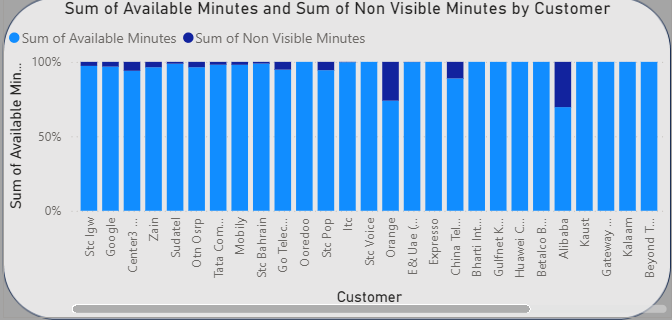 Sum of Available Minutes and Sum of Non Visible Minutes by Customer
Sum of Available Minutes Sum of Non Visible Minutes
Sum of Available Min...
100%
50%
0%
Stc Igw
Google
Center3 ...
Zain
Sudatel
Otn Osrp
Tata Com...
Mobily
Stc Bahrain
Go Telec...
Ooredoo
Stc Pop
Itc
Stc Voice
Orange
E& Uae (...
Expresso
China Tel...
Bharti Int...
Gulfnet K...
Huawei C...
Betalco B...
Alibaba
Kaust
Gateway ...
Kalaam
Beyond T...
Customer